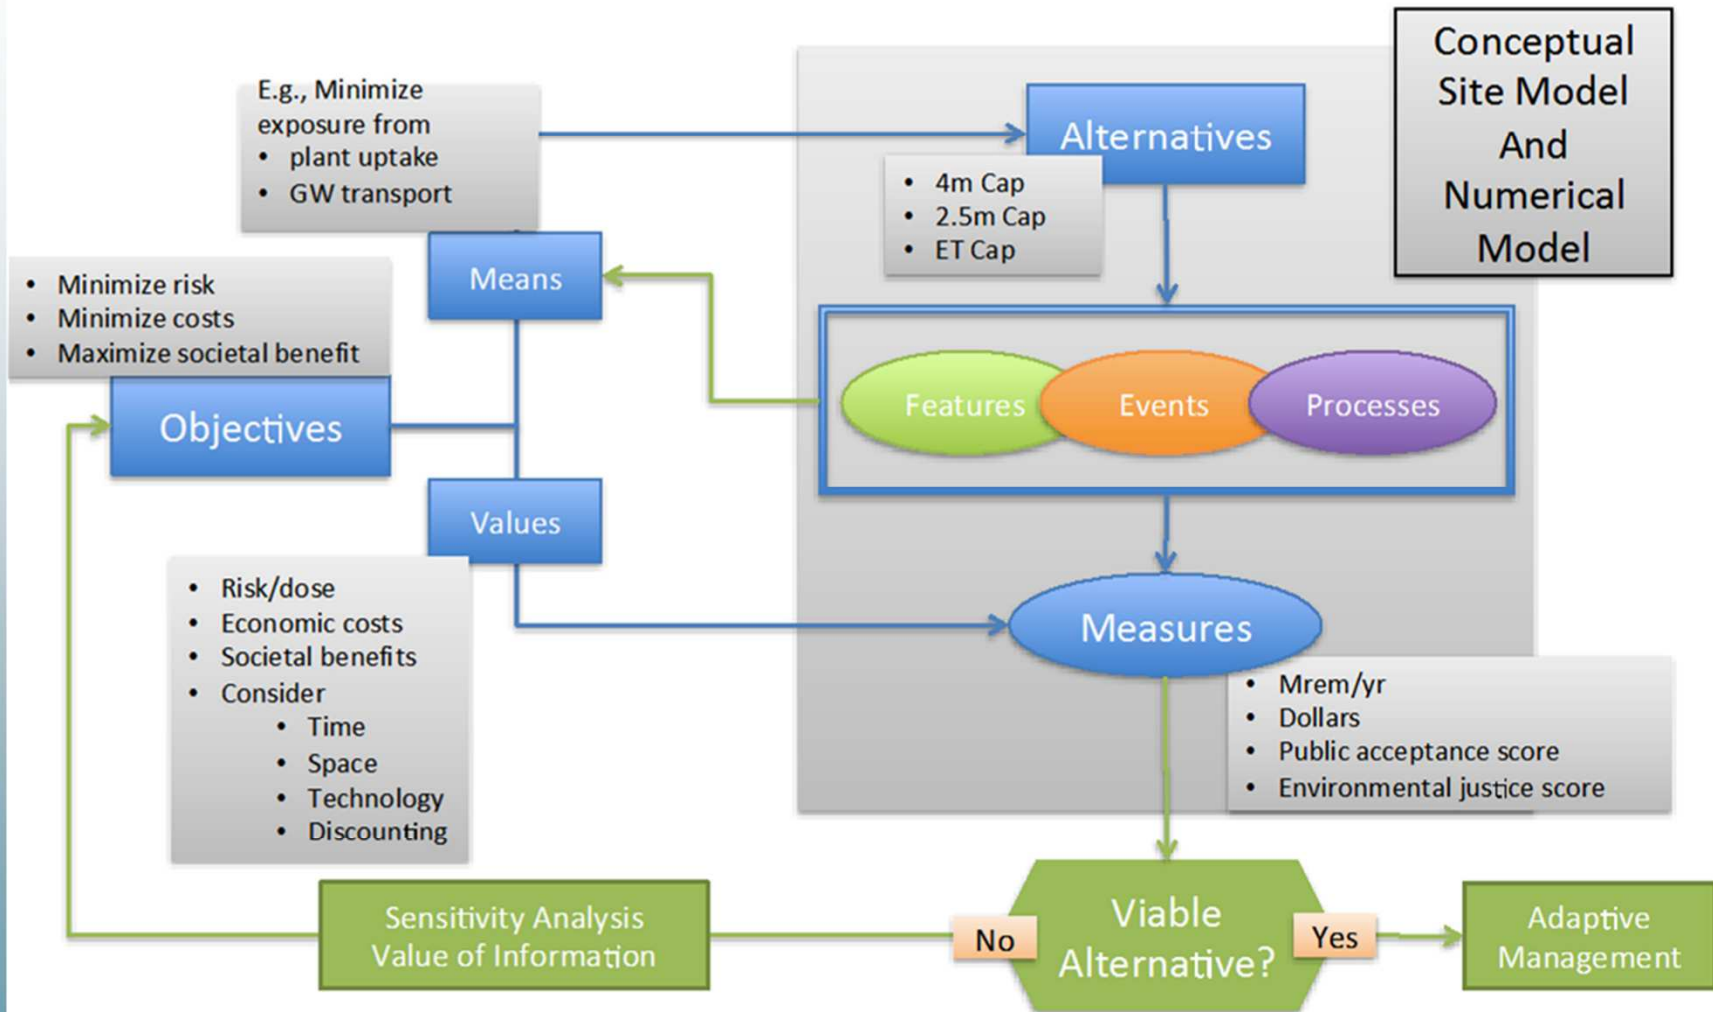 Conceptual
Site Model
And
Numerical
Model
E.g., Minimize
exposure from
• plant uptake
• GW transport
Alternatives
• 4m Cap
• 2.5m Cap
• ET Cap
Means
• Minimize risk
• Minimize costs
• Maximize societal benefit
Objectives
Features
Events
Processes
Values
• Risk/dose
• Economic costs
• Societal benefits
• Consider
• Time
• Space
• Technology
• Discounting
Measures
• Mrem/yr
• Dollars
• Public acceptance score
• Environmental justice score
Sensitivity Analysis
Value of Information
No
Viable
Alternative?
Yes
Adaptive
Management